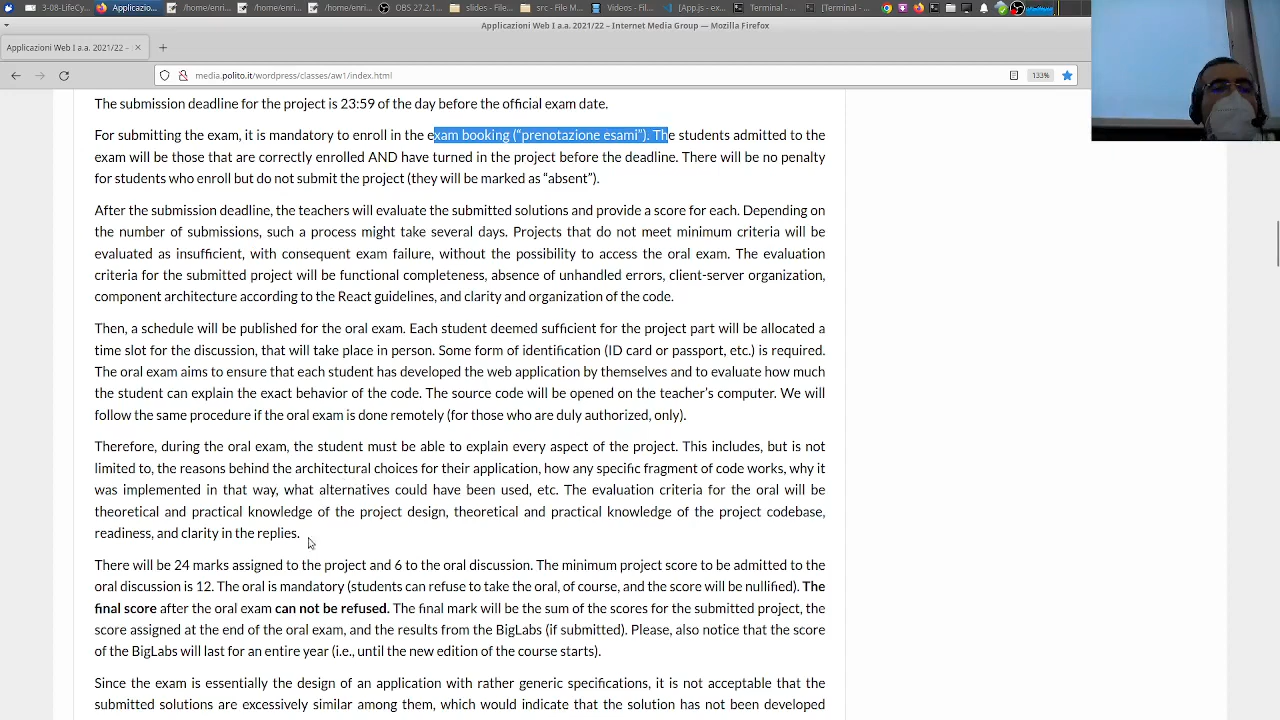 3-08-LifeCy
Applicazio
/home/enri
/home/enri
/home/enri
OBS 27.2.1
slides - File
src - File M
Videos - File
[App.js - ex
Terminal -
[Terminal -
Applicazioni Web I a.a. 2021/22 – Internet Media Group — Mozilla Firefox
Applicazioni Web I a.a. 2021/22 –
media.polito.it/wordpress/classes/aw1/index.html
133%
The submission deadline for the project is 23:59 of the day before the official exam date.
For submitting the exam, it is mandatory to enroll in the exam booking (“prenotazione esami”). The students admitted to the
exam will be those that are correctly enrolled AND have turned in the project before the deadline. There will be no penalty
for students who enroll but do not submit the project (they will be marked as “absent”).
After the submission deadline, the teachers will evaluate the submitted solutions and provide a score for each. Depending on
the number of submissions, such a process might take several days. Projects that do not meet minimum criteria will be
evaluated as insufficient, with consequent exam failure, without the possibility to access the oral exam. The evaluation
criteria for the submitted project will be functional completeness, absence of unhandled errors, client-server organization,
component architecture according to the React guidelines, and clarity and organization of the code.
Then, a schedule will be published for the oral exam. Each student deemed sufficient for the project part will be allocated a
time slot for the discussion, that will take place in person. Some form of identification (ID card or passport, etc.) is required.
The oral exam aims to ensure that each student has developed the web application by themselves and to evaluate how much
the student can explain the exact behavior of the code. The source code will be opened on the teacher’s computer. We will
follow the same procedure if the oral exam is done remotely (for those who are duly authorized, only).
Therefore, during the oral exam, the student must be able to explain every aspect of the project. This includes, but is not
limited to, the reasons behind the architectural choices for their application, how any specific fragment of code works, why it
was implemented in that way, what alternatives could have been used, etc. The evaluation criteria for the oral will be
theoretical and practical knowledge of the project design, theoretical and practical knowledge of the project codebase,
readiness, and clarity in the replies.
There will be 24 marks assigned to the project and 6 to the oral discussion. The minimum project score to be admitted to the
oral discussion is 12. The oral is mandatory (students can refuse to take the oral, of course, and the score will be nullified). The
final score after the oral exam can not be refused. The final mark will be the sum of the scores for the submitted project, the
score assigned at the end of the oral exam, and the results from the BigLabs (if submitted). Please, also notice that the score
of the BigLabs will last for an entire year (i.e., until the new edition of the course starts).
Since the exam is essentially the design of an application with rather generic specifications, it is not acceptable that the
submitted solutions are excessively similar among them, which would indicate that the solution has not been developed